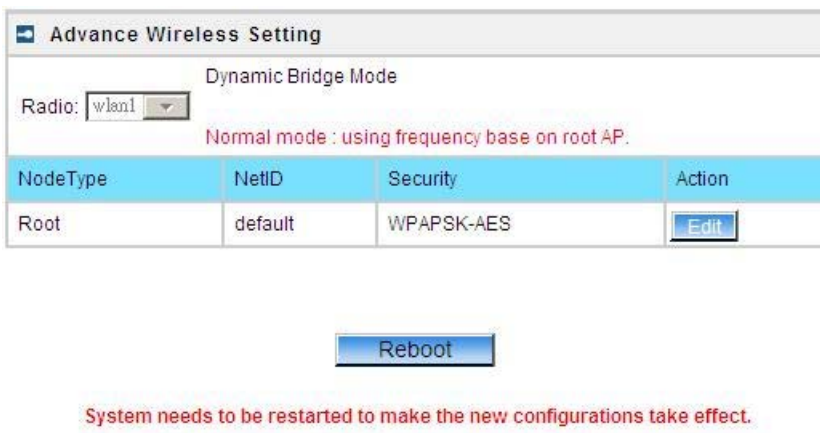 Advance Wireless Setting
Dynamic Bridge Mode
Radio: wlan1
Normal mode : using frequency base on root AP.
NodeType NetID Security Action
Root default WPAPSK-AES Edit
Reboot
System needs to be restarted to make the new configurations take effect.